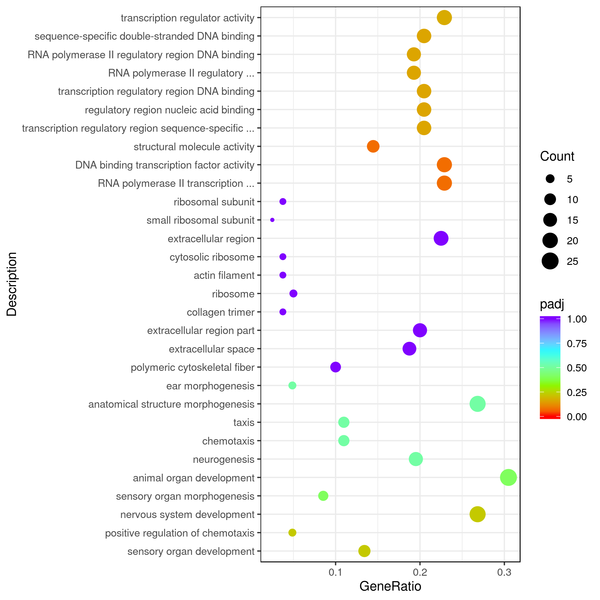 transcription regulator activity
sequence-specific double-stranded DNA binding
RNA polymerase II regulatory region DNA binding
RNA polymerase II regulatory ...
transcription regulatory region DNA binding
regulatory region nucleic acid binding
transcription regulatory region sequence-specific ...
structural molecule activity
DNA binding transcription factor activity
RNA polymerase II transcription ...
ribosomal subunit
small ribosomal subunit
extracellular region
cytosolic ribosome
actin filament
ribosome
collagen trimer
extracellular region part
extracellular space
polymeric cytoskeletal fiber
ear morphogenesis
anatomical structure morphogenesis
taxis
chemotaxis
neurogenesis
animal organ development
sensory organ morphogenesis
nervous system development
positive regulation of chemotaxis
sensory organ development
Description
0.1 0.2 0.3
GeneRatio
Count
5
10
15
20
25
padj
1.00
0.75
0.50
0.25
0.00